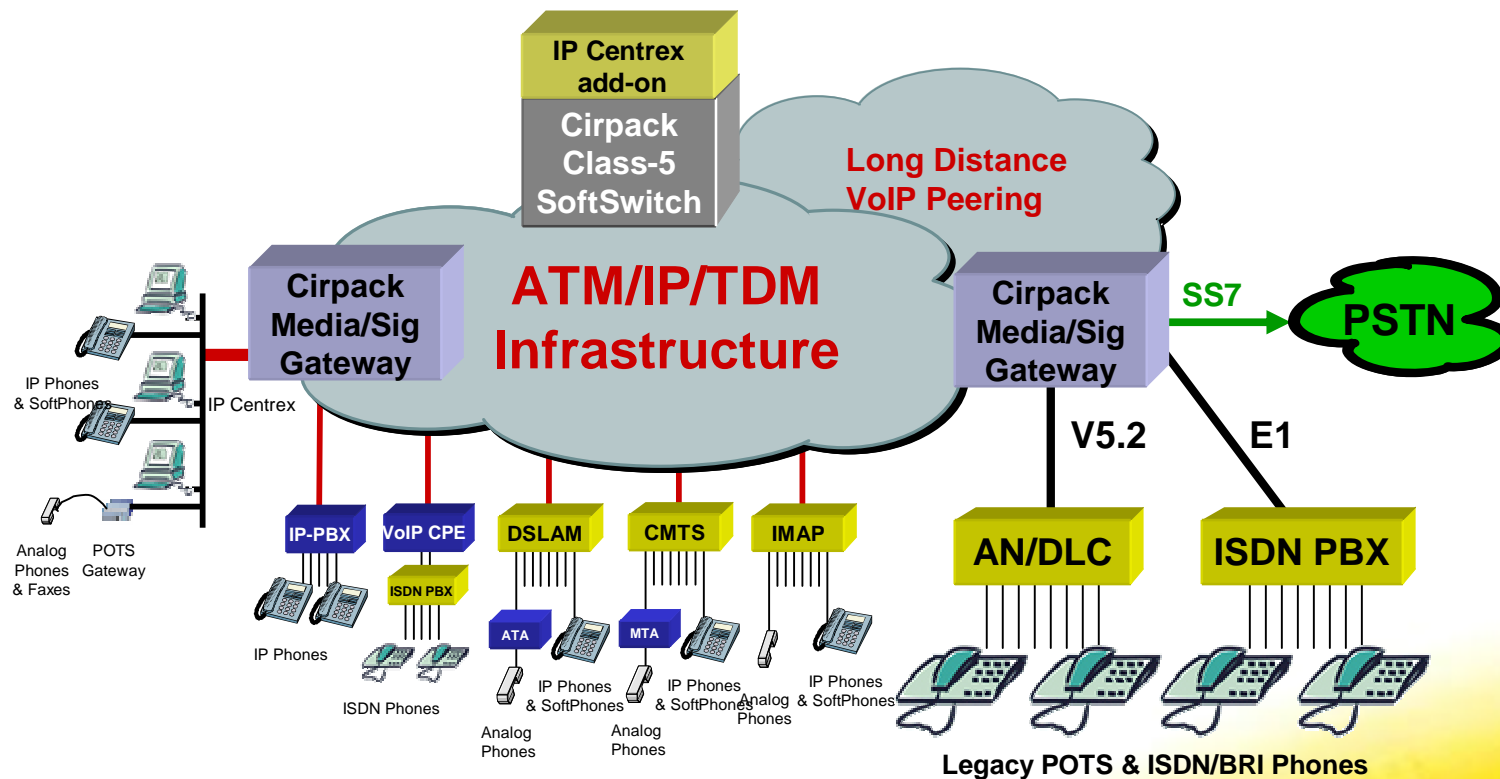 IP Centrex
add-on
Cirpack
Class-5
SoftSwitch
Long Distance
VoIP Peering
Cirpack
Media/Sig
Gateway
ATM/IP/TDM
Infrastructure
Cirpack
Media/Sig
Gateway
SS7
PSTN
IP Phones
& SoftPhones
IP Centrex
V5.2
E1
Analog
Phones
& Faxes
POTS
Gateway
IP-PBX
VoIP CPE
DSLAM
CMTS
IMAP
AN/DLC
ISDN PBX
ISDN PBX
ATA
MTA
IP Phones
ISDN Phones
IP Phones
& SoftPhones
Analog
Phones
IP Phones
& SoftPhones
Analog
Phones
Analog
Phones
IP Phones
& SoftPhones
Legacy POTS & ISDN/BRI Phones